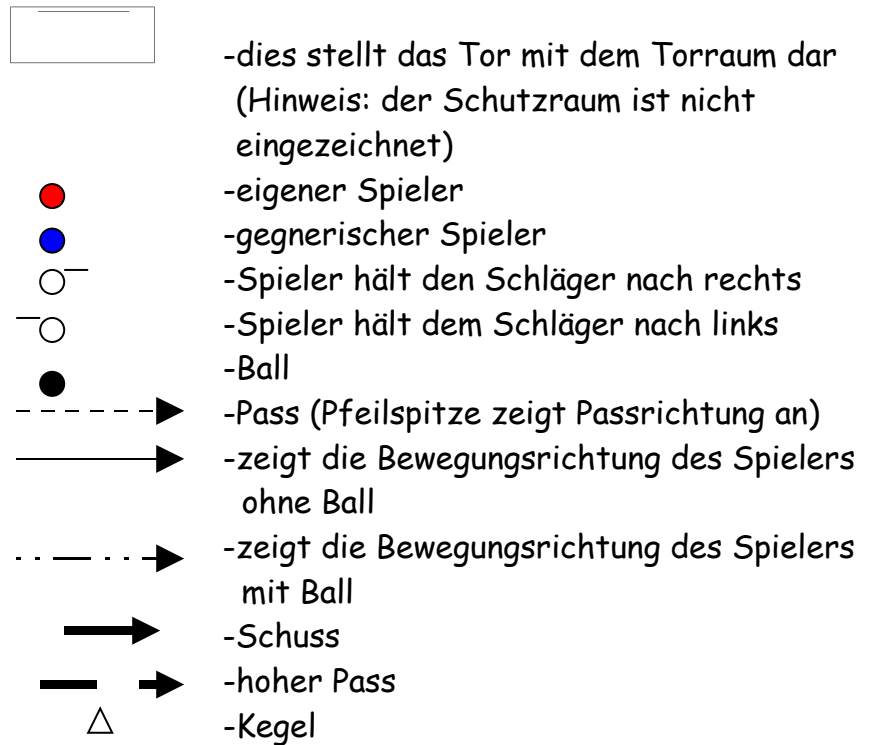 -dies stellt das Tor mit dem Torraum dar
(Hinweis: der Schutzraum ist nicht
eingezeichnet)
-eigener Spieler
-gegnerischer Spieler
-Spieler hält den Schläger nach rechts
-Spieler hält dem Schläger nach links
-Ball
-Pass (Pfeilspitze zeigt Passrichtung an)
-zeigt die Bewegungsrichtung des Spielers
ohne Ball
-zeigt die Bewegungsrichtung des Spielers
mit Ball
-Schuss
-hoher Pass
-Kegel